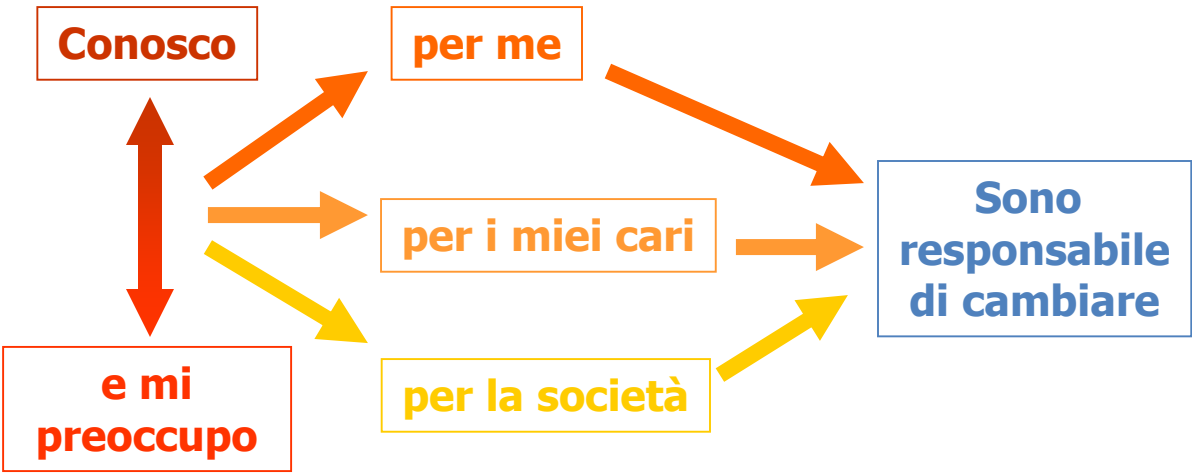 Conosco
e mi
preoccupo
per me
per i miei cari
per la società
Sono
responsabile
di cambiare